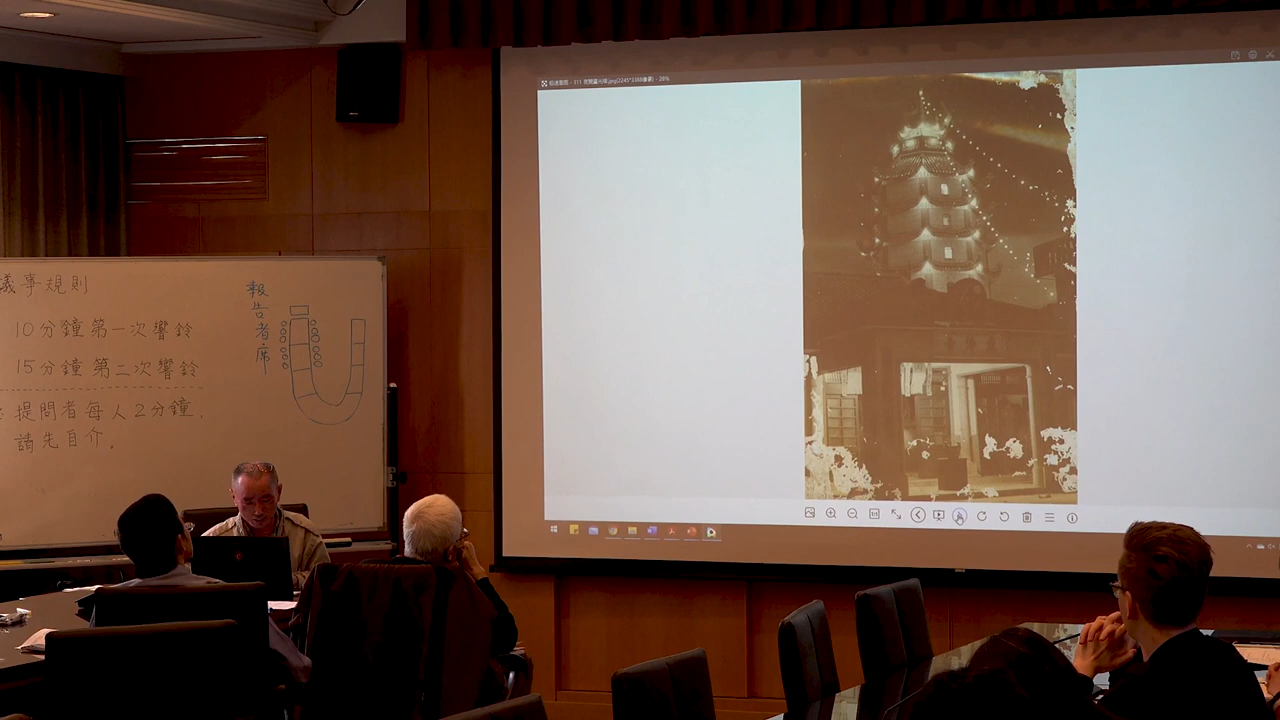 議事規則
10分鐘第一次響鈴
15分鐘第二次響鈴
提問者每人2分鐘,
請先自介.
報告者席